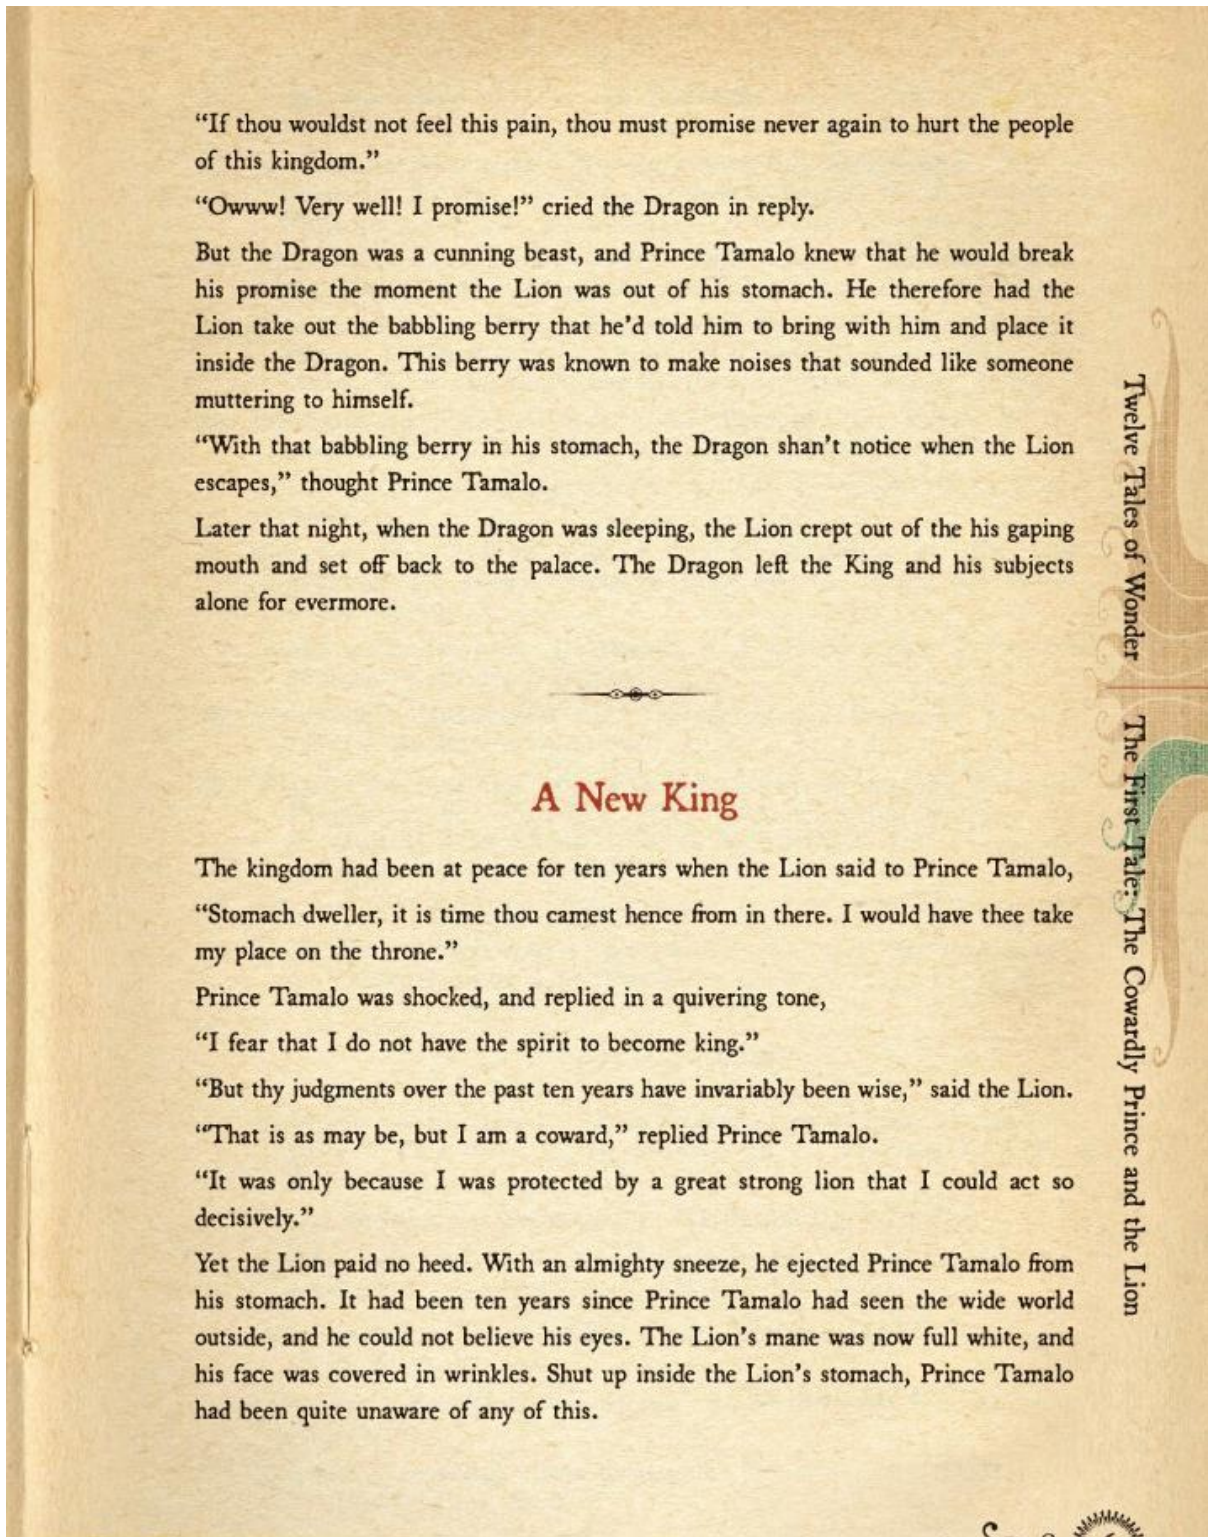 “If thou wouldst not feel this pain, thou must promise never again to hurt the people
of this kingdom.”
“Owww! Very well! I promise!” cried the Dragon in reply.
But the Dragon was a cunning beast, and Prince Tamalo knew that he would break
his promise the moment the Lion was out of his stomach. He therefore had the
Lion take out the babbling berry that he’d told him to bring with him and place it
inside the Dragon. This berry was known to make noises that sounded like someone
muttering to himself.
“With that babbling berry in his stomach, the Dragon shan’t notice when the Lion
escapes,” thought Prince Tamalo.
Later that night, when the Dragon was sleeping, the Lion crept out of the his gaping
mouth and set off back to the palace. The Dragon left the King and his subjects
alone for evermore.
A New King
The kingdom had been at peace for ten years when the Lion said to Prince Tamalo,
“Stomach dweller, it is time thou camest hence from in there. I would have thee take
my place on the throne.”
Prince Tamalo was shocked, and replied in a quivering tone,
“I fear that I do not have the spirit to become king.”
“But thy judgments over the past ten years have invariably been wise,” said the Lion.
“That is as may be, but I am a coward,” replied Prince Tamalo.
“It was only because I was protected by a great strong lion that I could act so
decisively.”
Yet the Lion paid no heed. With an almighty sneeze, he ejected Prince Tamalo from
his stomach. It had been ten years since Prince Tamalo had seen the wide world
outside, and he could not believe his eyes. The Lion’s mane was now full white, and
his face was covered in wrinkles. Shut up inside the Lion’s stomach, Prince Tamalo
had been quite unaware of any of this.
Twelve Tales of Wonder The First Tale: The Cowardly Prince and the Lion